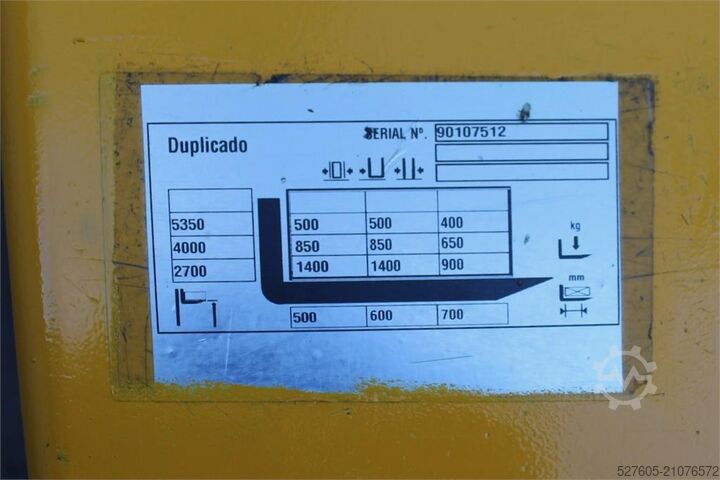 Duplicado
SERIAL Nº. 90107512
5350 500 500 400
4000 850 850 650
2700 1400 1400 900
kg
mm
500 600 700
527605-21076572